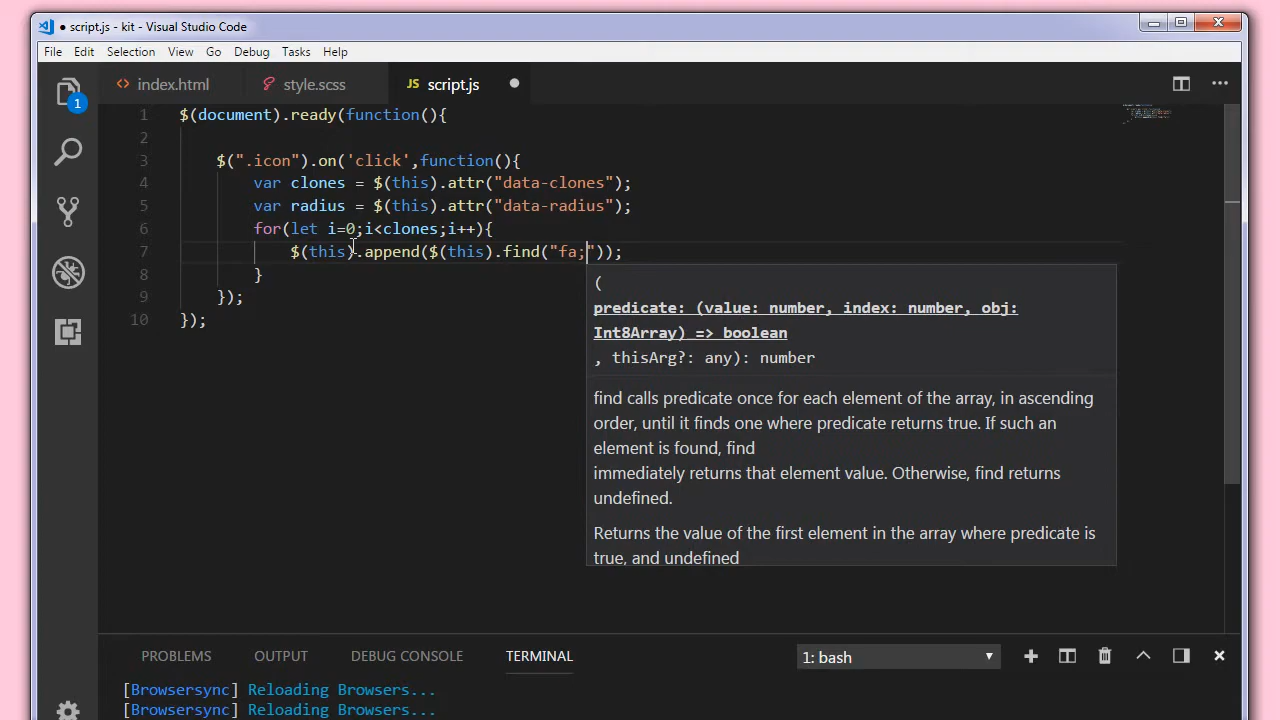 ● script.js - kit - Visual Studio Code
File Edit Selection View Go Debug Tasks Help
<> index.html style.scss JS script.js ● ...
1 $(document).ready(function(){
2
3 $(".icon").on('click',function(){
4 var clones = $(this).attr("data-clones");
5 var radius = $(this).attr("data-radius");
6 for(let i=0;i<clones;i++){
7 $(this).append($(this).find("fa;"));
8 }
9 });
10 });
1
(
predicate: (value: number, index: number, obj:
Int8Array) => boolean
, thisArg?: any): number
find calls predicate once for each element of the array, in ascending
order, until it finds one where predicate returns true. If such an
element is found, find
immediately returns that element value. Otherwise, find returns
undefined.
Returns the value of the first element in the array where predicate is
true, and undefined
PROBLEMS OUTPUT DEBUG CONSOLE TERMINAL 1: bash
[Browsersync] Reloading Browsers...
[Browsersync] Reloading Browsers...